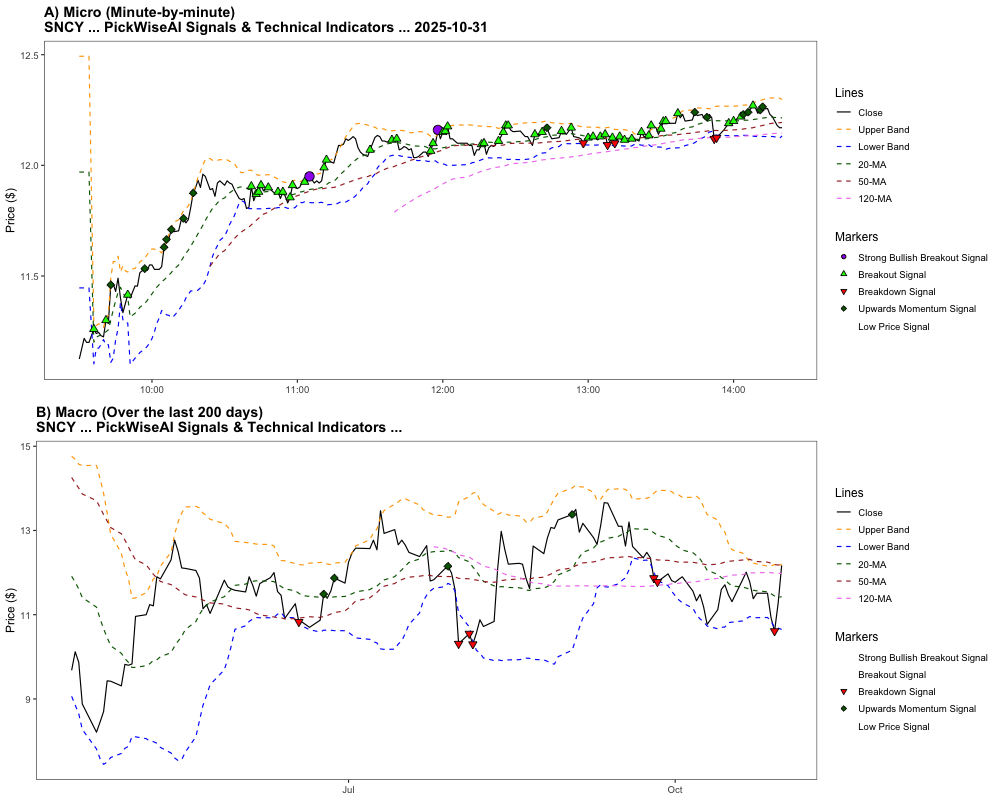 A) Micro (Minute-by-minute)
SNCY ... PickWiseAI Signals & Technical Indicators ... 2025-10-31
12.5
12.0
11.5
Price ($)
10:00
11:00
12:00
13:00
14:00
Lines
Close
Upper Band
Lower Band
20-MA
50-MA
120-MA
Markers
Strong Bullish Breakout Signal
Breakout Signal
Breakdown Signal
Upwards Momentum Signal
Low Price Signal
B) Macro (Over the last 200 days)
SNCY ... PickWiseAI Signals & Technical Indicators ...
15
13
11
9
Price ($)
Jul
Oct
Lines
Close
Upper Band
Lower Band
20-MA
50-MA
120-MA
Markers
Strong Bullish Breakout Signal
Breakout Signal
Breakdown Signal
Upwards Momentum Signal
Low Price Signal